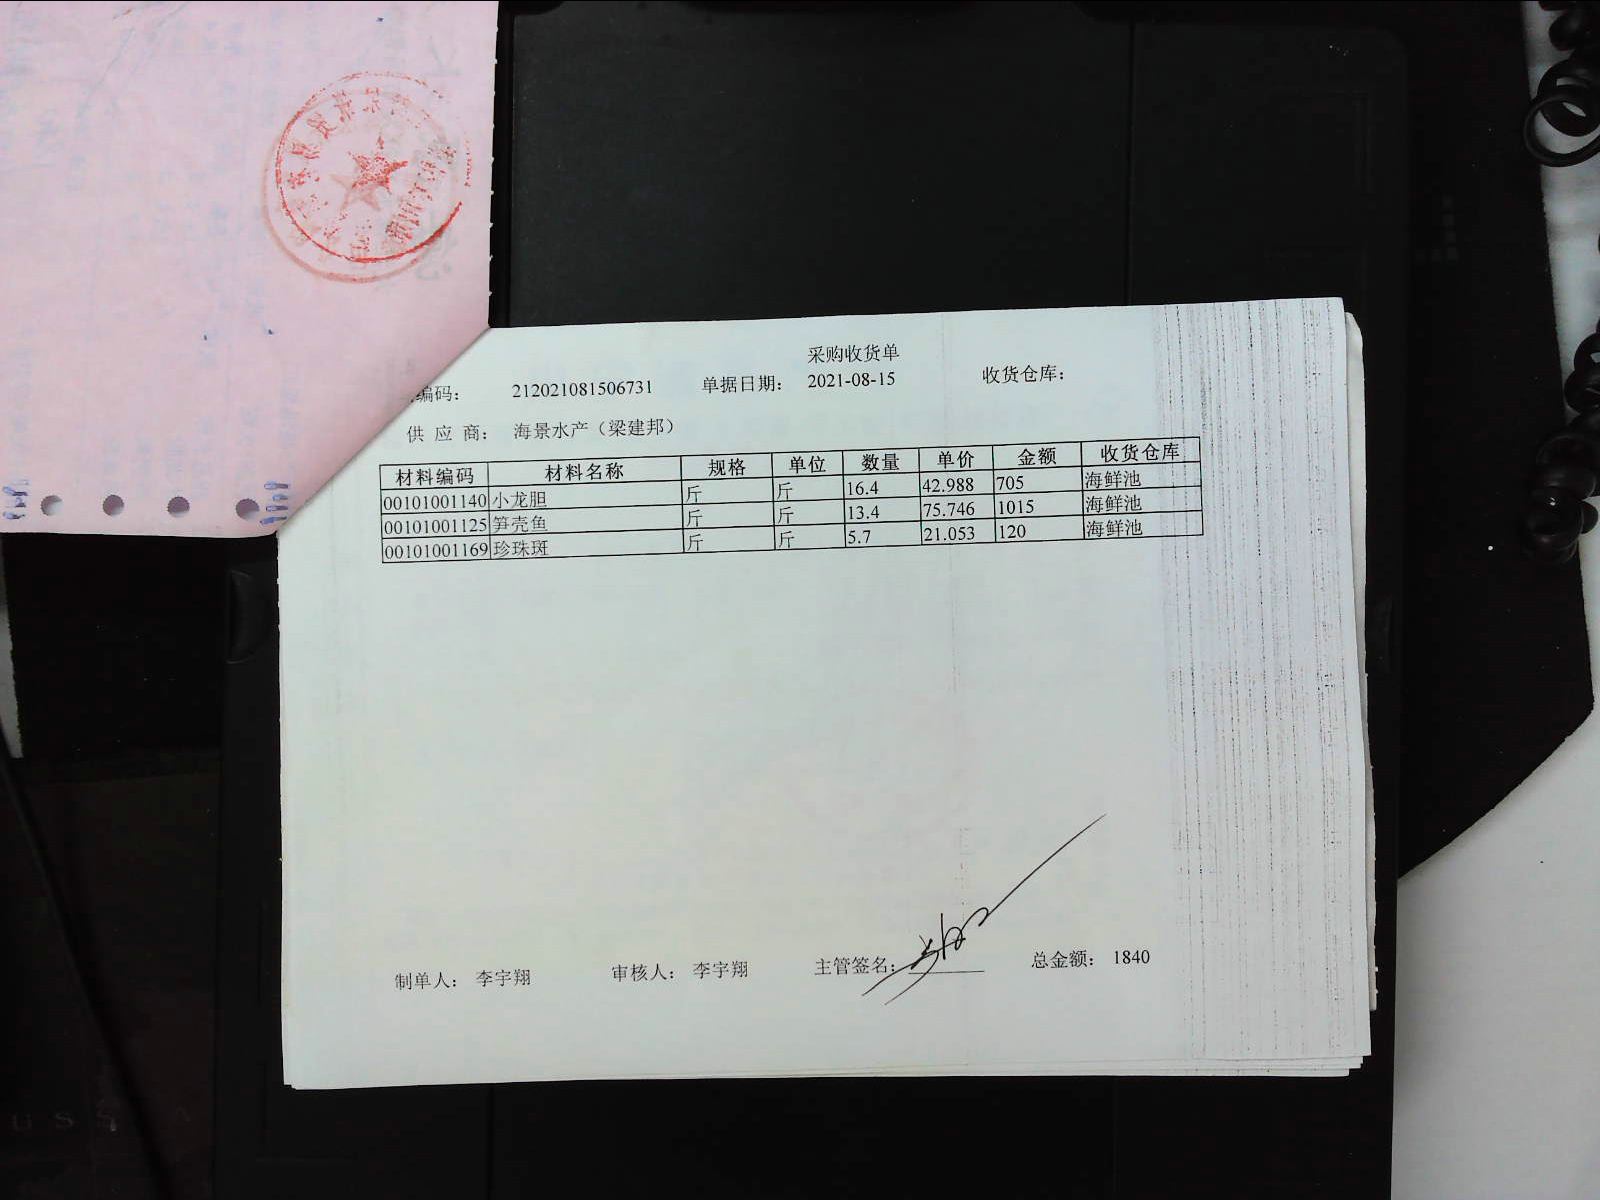 采购收货单
编码： 212021081506731 单据日期： 2021-08-15 收货仓库：
供 应 商： 海景水产（梁建邦）
材料编码 材料名称 规格 单位 数量 单价 金额 收货仓库
00101001140 小龙胆 斤 斤 16.4 42.988 705 海鲜池
00101001125 笋壳鱼 斤 斤 13.4 75.746 1015 海鲜池
00101001169 珍珠斑 斤 斤 5.7 21.053 120 海鲜池
制单人： 李宇翔 审核人： 李宇翔 主管签名： 总金额： 1840